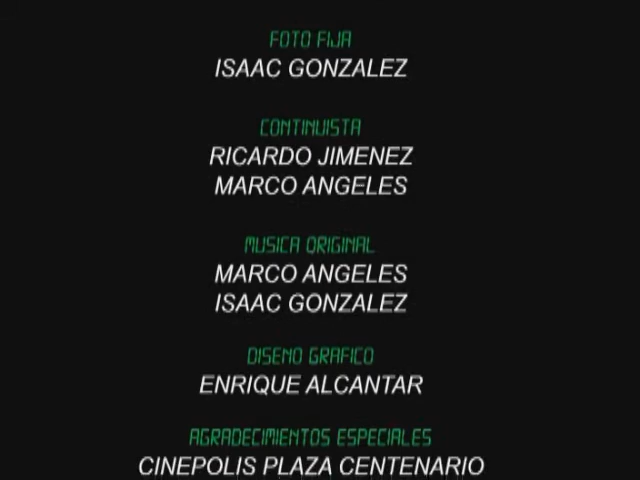 FOTO FIJA
ISAAC GONZALEZ
CONTINUISTA
RICARDO JIMENEZ
MARCO ANGELES
MUSICA ORIGINAL
MARCO ANGELES
ISAAC GONZALEZ
DISENO GRAFICO
ENRIQUE ALCANTAR
AGRADECIMIENTOS ESPECIALES
CINEPOLIS PLAZA CENTENARIO